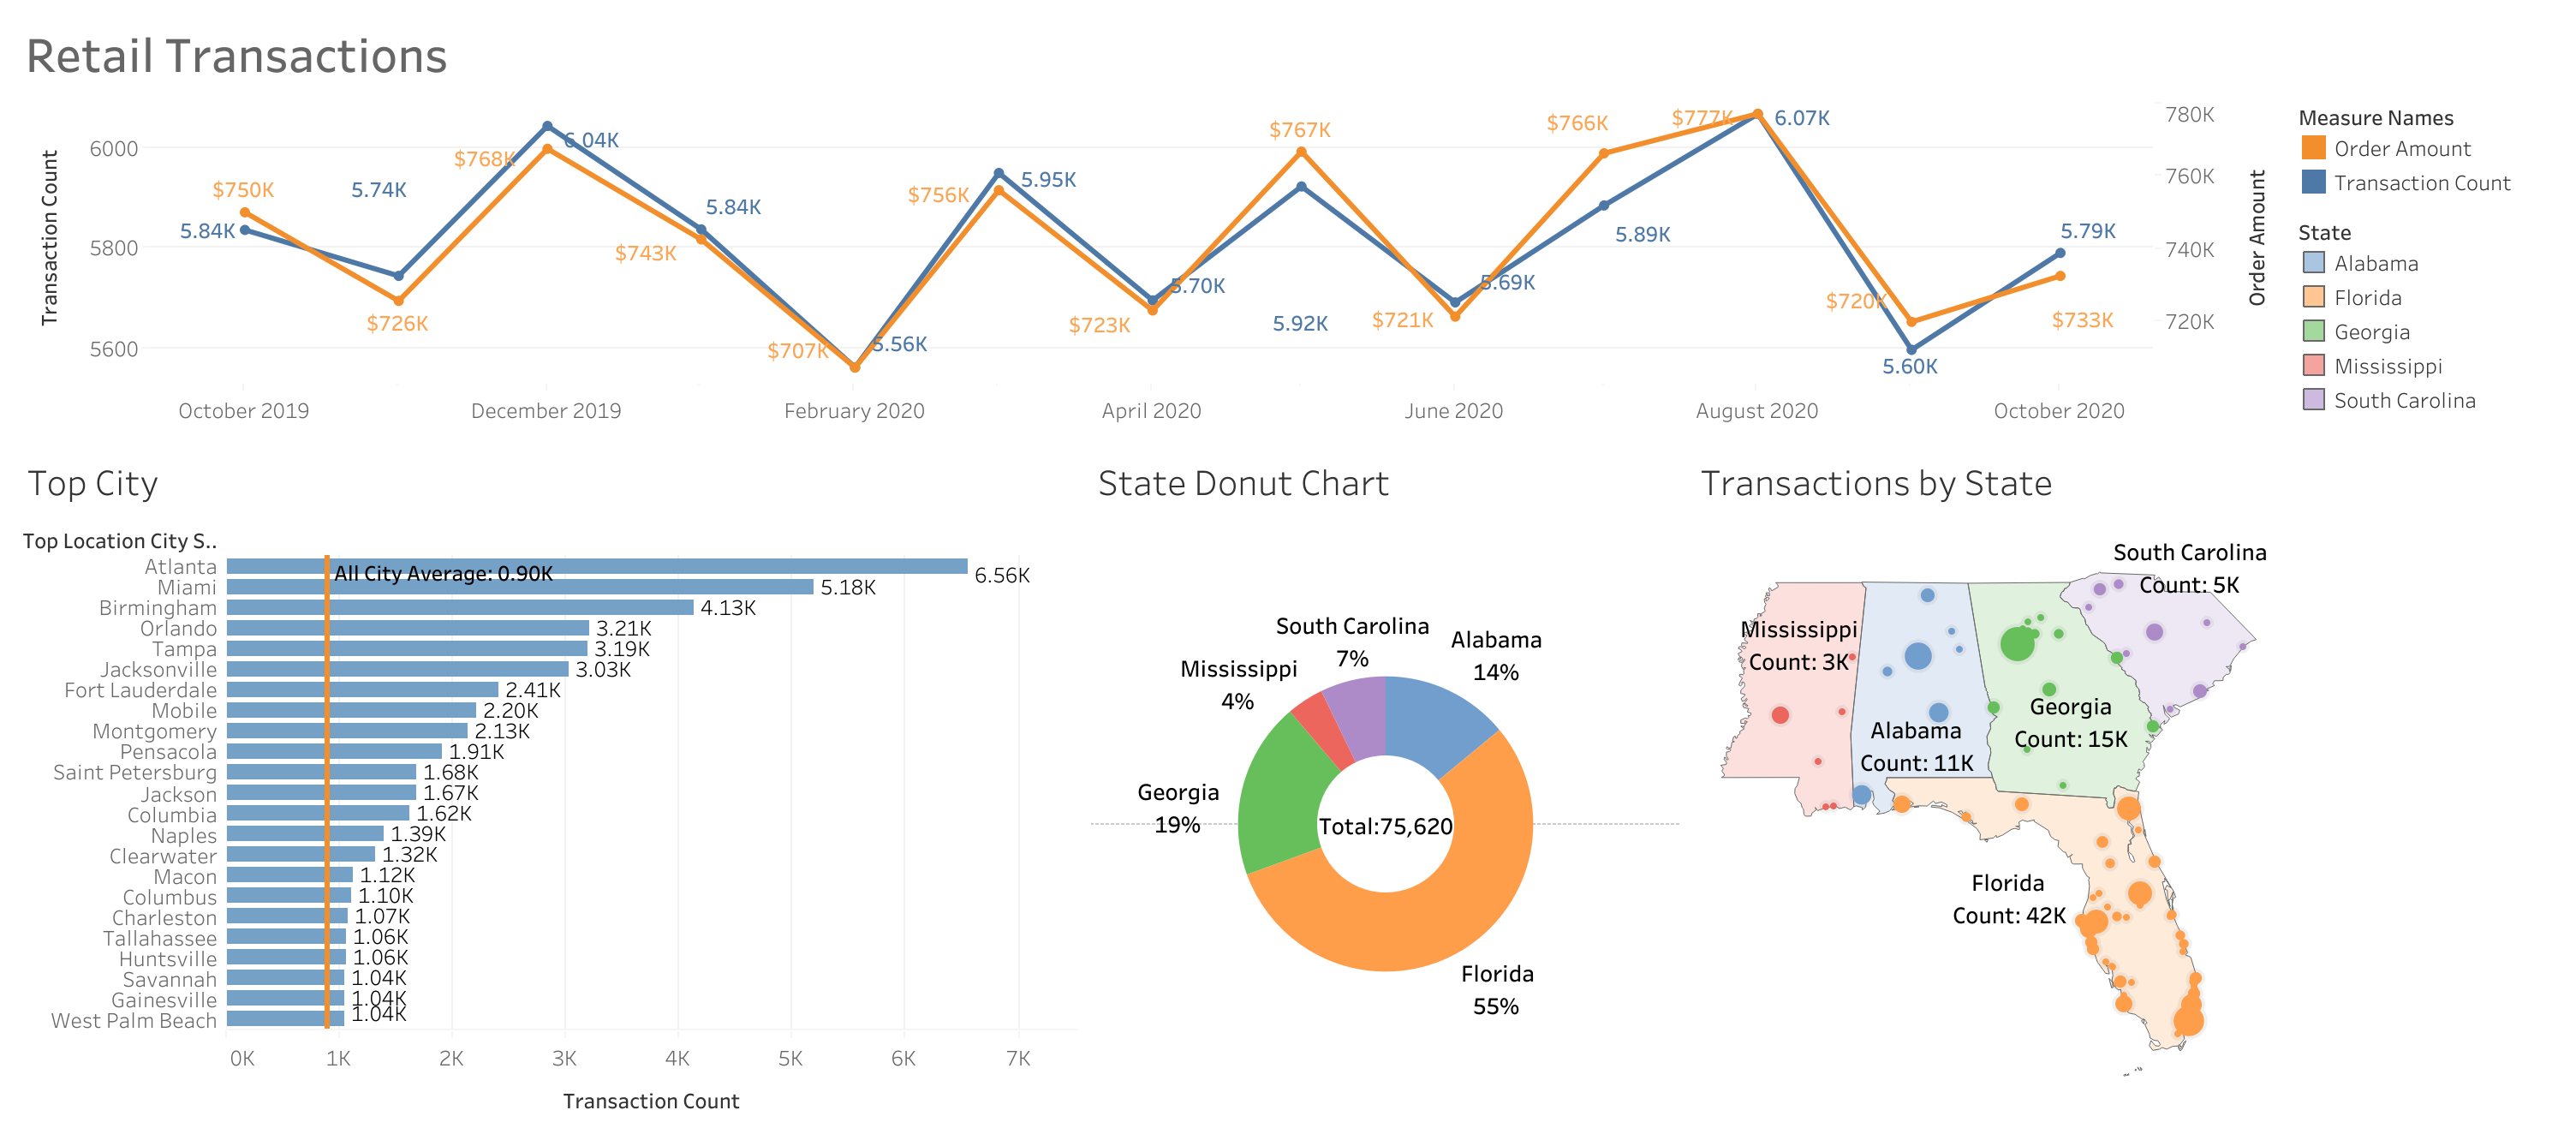 Retail Transactions
Transaction Count
6000
5800
5600
$750K
5.84K
5.74K
$726K
$768K
6.04K
5.84K
$743K
$707K
5.56K
$756K
5.95K
$723K
5.70K
$767K
5.92K
$721K
5.69K
$766K
5.89K
$777K
6.07K
$720K
5.60K
5.79K
$733K
780K
760K
740K
720K
Order Amount
October 2019
December 2019
February 2020
April 2020
June 2020
August 2020
October 2020
Measure Names
Order Amount
Transaction Count
State
Alabama
Florida
Georgia
Mississippi
South Carolina
Top City
Top Location City S..
All City Average: 0.90K
Atlanta 6.56K
Miami 5.18K
Birmingham 4.13K
Orlando 3.21K
Tampa 3.19K
Jacksonville 3.03K
Fort Lauderdale 2.41K
Mobile 2.20K
Montgomery 2.13K
Pensacola 1.91K
Saint Petersburg 1.68K
Jackson 1.67K
Columbia 1.62K
Naples 1.39K
Clearwater 1.32K
Macon 1.12K
Columbus 1.10K
Charleston 1.07K
Tallahassee 1.06K
Huntsville 1.06K
Savannah 1.04K
Gainesville 1.04K
West Palm Beach 1.04K
0K 1K 2K 3K 4K 5K 6K 7K
Transaction Count
State Donut Chart
South Carolina
7%
Alabama
14%
Mississippi
4%
Georgia
19%
Total:75,620
Florida
55%
Transactions by State
South Carolina
Count: 5K
Mississippi
Count: 3K
Georgia
Count: 15K
Alabama
Count: 11K
Florida
Count: 42K